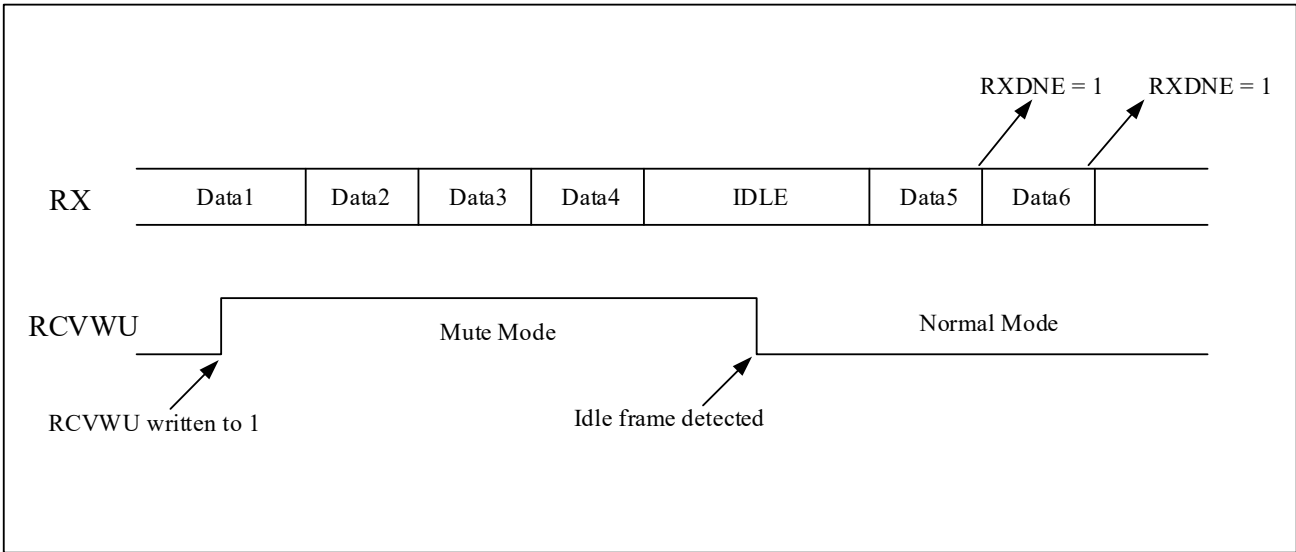 RXDNE = 1 RXDNE = 1
RX Data1 Data2 Data3 Data4 IDLE Data5 Data6
RCVWU Mute Mode Normal Mode
RCVWU written to 1 Idle frame detected